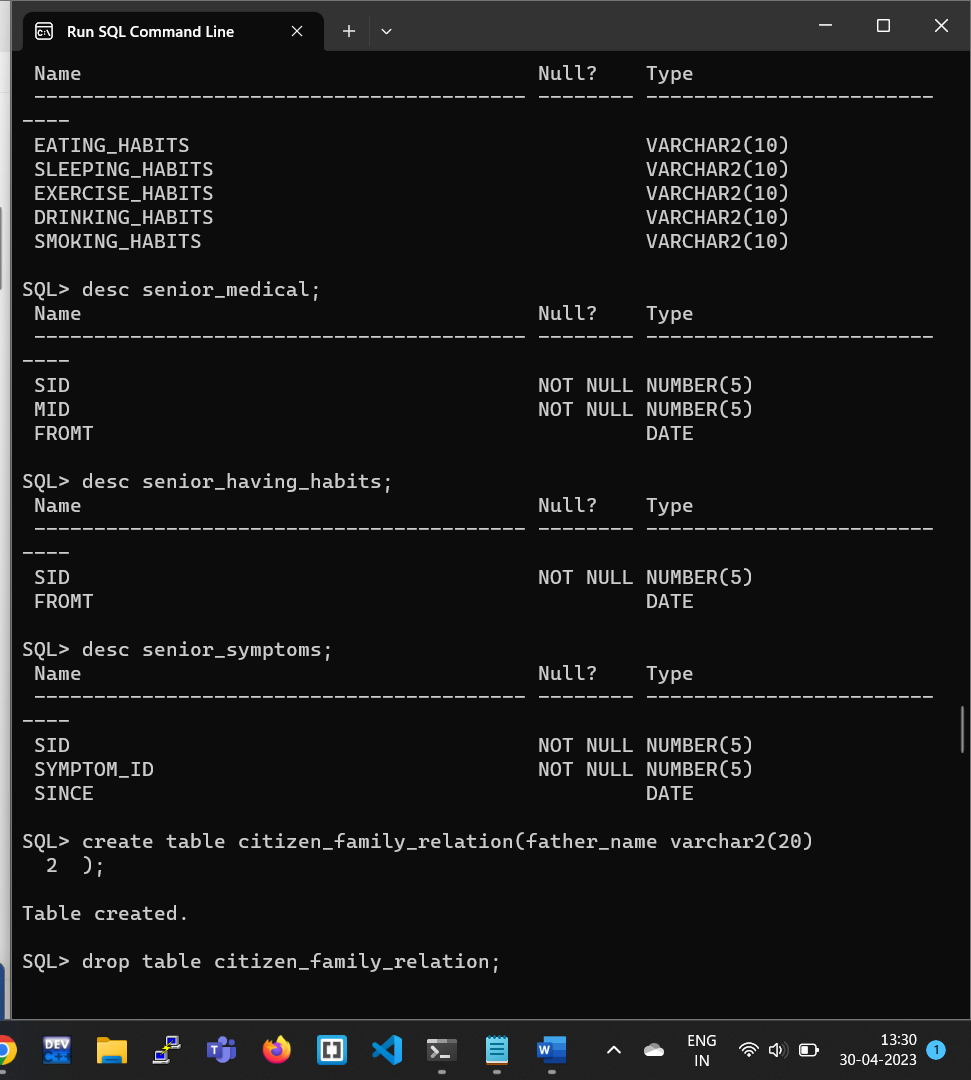 Run SQL Command Line
Name Null? Type
----------------------------------------- -------- ------------------------
----
EATING_HABITS VARCHAR2(10)
SLEEPING_HABITS VARCHAR2(10)
EXERCISE_HABITS VARCHAR2(10)
DRINKING_HABITS VARCHAR2(10)
SMOKING_HABITS VARCHAR2(10)
SQL> desc senior_medical;
Name Null? Type
----------------------------------------- -------- ------------------------
----
SID NOT NULL NUMBER(5)
MID NOT NULL NUMBER(5)
FROMT DATE
SQL> desc senior_having_habits;
Name Null? Type
----------------------------------------- -------- ------------------------
----
SID NOT NULL NUMBER(5)
FROMT DATE
SQL> desc senior_symptoms;
Name Null? Type
----------------------------------------- -------- ------------------------
----
SID NOT NULL NUMBER(5)
SYMPTOM_ID NOT NULL NUMBER(5)
SINCE DATE
SQL> create table citizen_family_relation(father_name varchar2(20)
2 );
Table created.
SQL> drop table citizen_family_relation;
DEV
C++
T
W
ENG
IN
13:30
30-04-2023
1